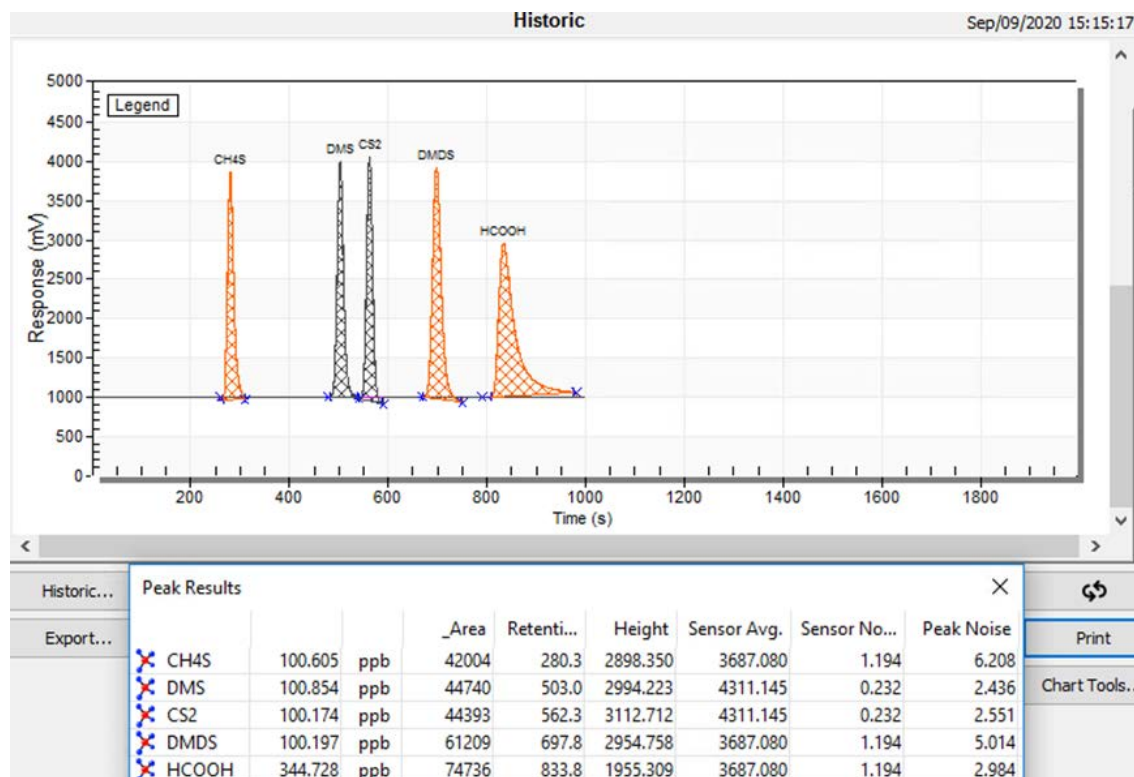 Historic
Sep/09/2020 15:15:17
Legend
CH4S
DMS
CS2
DMDS
HCOOH
Response (mV)
5000
4500
4000
3500
3000
2500
2000
1500
1000
500
0
200 400 600 800 1000 1200 1400 1600 1800
Time (s)
Historic...
Export...
Peak Results
_Area Retenti... Height Sensor Avg. Sensor No... Peak Noise
CH4S 100.605 ppb 42004 280.3 2898.350 3687.080 1.194 6.208
DMS 100.854 ppb 44740 503.0 2994.223 4311.145 0.232 2.436
CS2 100.174 ppb 44393 562.3 3112.712 4311.145 0.232 2.551
DMDS 100.197 ppb 61209 697.8 2954.758 3687.080 1.194 5.014
HCOOH 344.728 ppb 74736 833.8 1955.309 3687.080 1.194 2.984
Print
Chart Tools..